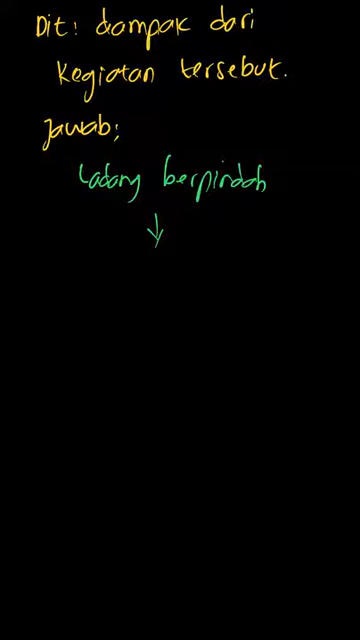 Dit: dampak dari
kegiatan tersebut.
Jawab;
Ladang berpindah
↓